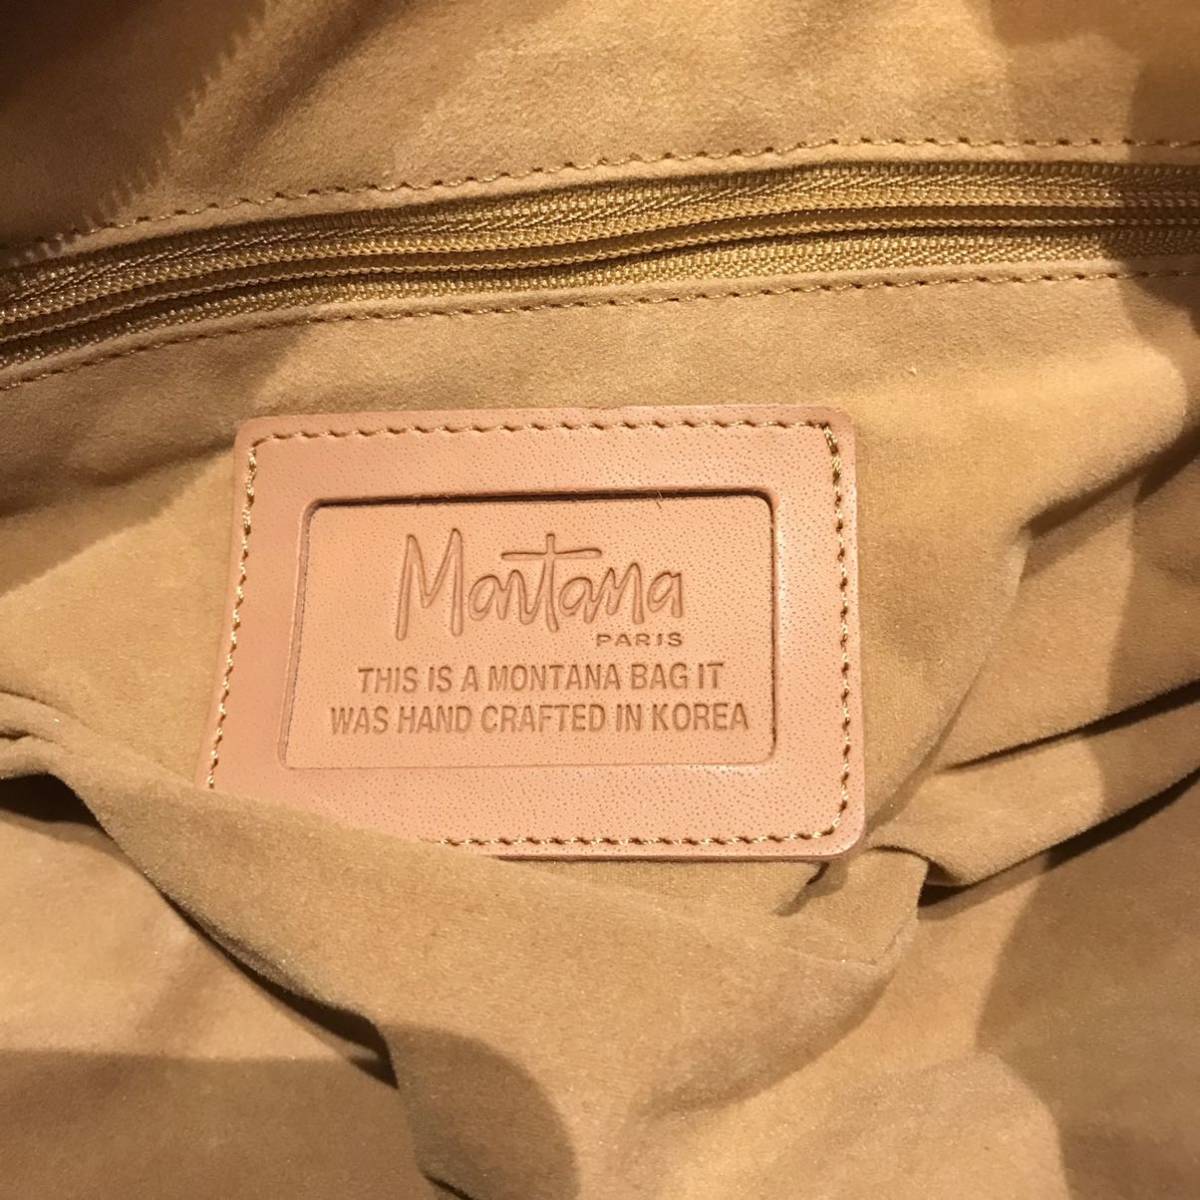 Montana
PARIS
THIS IS A MONTANA BAG IT
WAS HAND CRAFTED IN KOREA